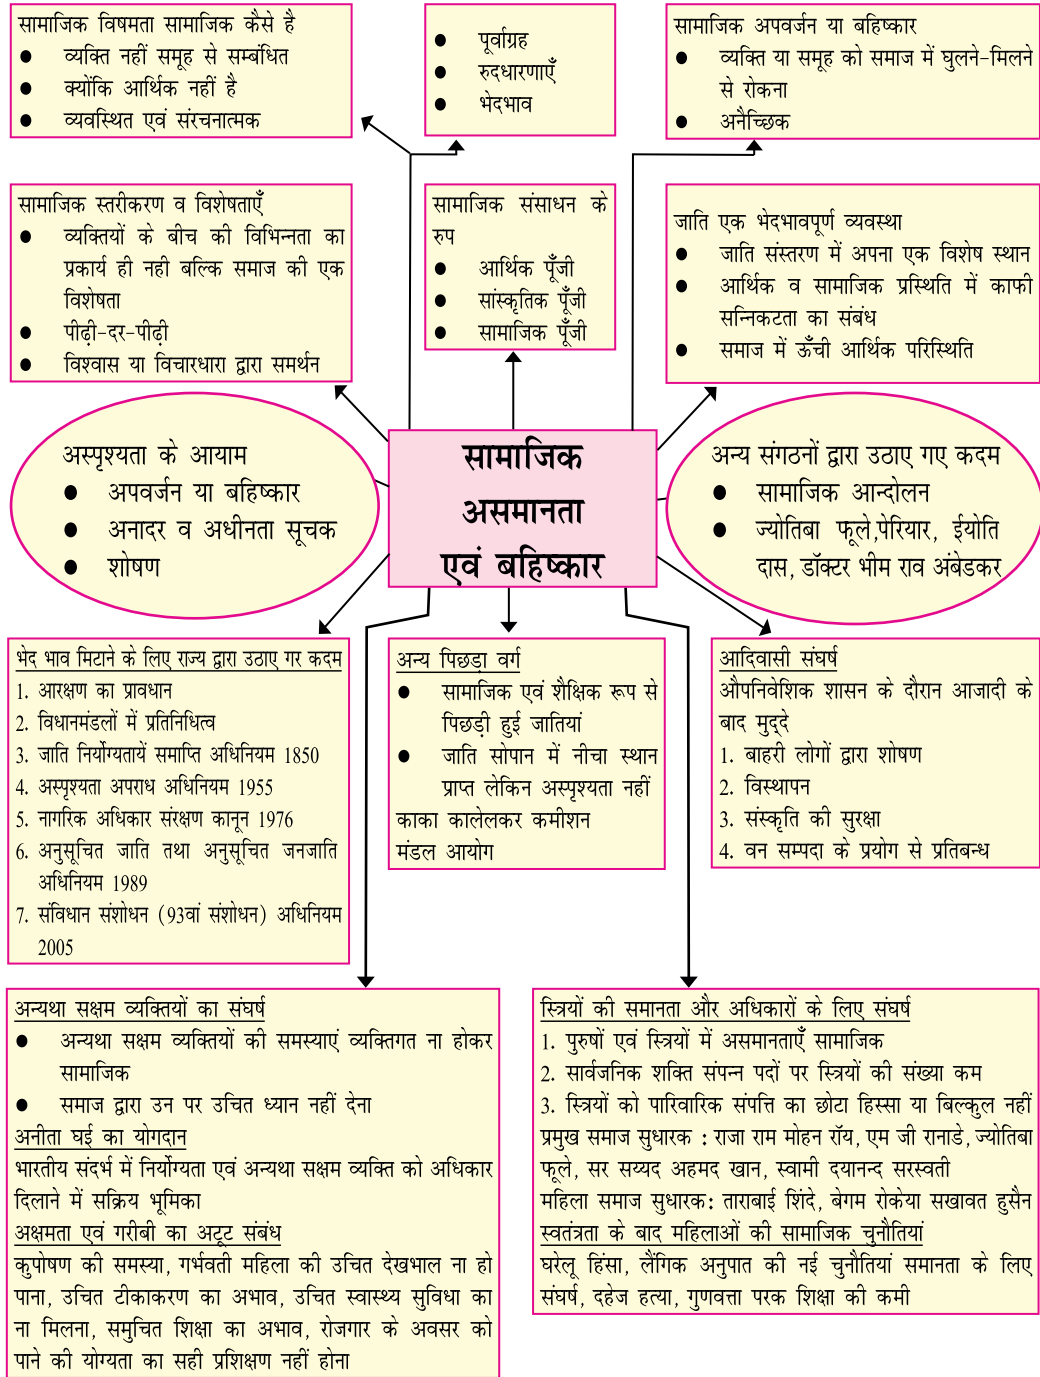 सामाजिक विषमता सामाजिक कैसे है
● व्यक्ति नहीं समूह से सम्बंधित
● क्योंकि आर्थिक नहीं है
● व्यवस्थित एवं संरचनात्मक
● पूर्वाग्रह
● रुदधारणाएँ
● भेदभाव
सामाजिक अपवर्जन या बहिष्कार
● व्यक्ति या समूह को समाज में घुलने-मिलने
से रोकना
● अनैच्छिक
सामाजिक स्तरीकरण व विशेषताएँ
● व्यक्तियों के बीच की विभिन्नता का
प्रकार्य ही नही बल्कि समाज की एक
विशेषता
● पीढ़ी-दर-पीढ़ी
● विश्वास या विचारधारा द्वारा समर्थन
सामाजिक संसाधन के
रुप
● आर्थिक पूँजी
● सांस्कृतिक पूँजी
● सामाजिक पूँजी
जाति एक भेदभावपूर्ण व्यवस्था
● जाति संस्तरण में अपना एक विशेष स्थान
● आर्थिक व सामाजिक प्रस्थिति में काफी
सन्निकटता का संबंध
● समाज में ऊँची आर्थिक परिस्थिति
अस्पृश्यता के आयाम
● अपवर्जन या बहिष्कार
● अनादर व अधीनता सूचक
● शोषण
सामाजिक
असमानता
एवं बहिष्कार
अन्य संगठनों द्वारा उठाए गए कदम
● सामाजिक आन्दोलन
● ज्योतिबा फूले,पेरियार, ईयोति
दास, डॉक्टर भीम राव अंबेडकर
भेद भाव मिटाने के लिए राज्य द्वारा उठाए गर कदम
1. आरक्षण का प्रावधान
2. विधानमंडलों में प्रतिनिधित्व
3. जाति निर्योग्यतायें समाप्ति अधिनियम 1850
4. अस्पृश्यता अपराध अधिनियम 1955
5. नागरिक अधिकार संरक्षण कानून 1976
6. अनुसूचित जाति तथा अनुसूचित जनजाति
अधिनियम 1989
7. संविधान संशोधन (93वां संशोधन) अधिनियम
2005
अन्य पिछड़ा वर्ग
● सामाजिक एवं शैक्षिक रूप से
पिछड़ी हुई जातियां
● जाति सोपान में नीचा स्थान
प्राप्त लेकिन अस्पृश्यता नहीं
काका कालेलकर कमीशन
मंडल आयोग
आदिवासी संघर्ष
औपनिवेशिक शासन के दौरान आजादी के
बाद मुद्दे
1. बाहरी लोगों द्वारा शोषण
2. विस्थापन
3. संस्कृति की सुरक्षा
4. वन सम्पदा के प्रयोग से प्रतिबन्ध
अन्यथा सक्षम व्यक्तियों का संघर्ष
● अन्यथा सक्षम व्यक्तियों की समस्याएं व्यक्तिगत ना होकर
सामाजिक
● समाज द्वारा उन पर उचित ध्यान नहीं देना
अनीता घई का योगदान
भारतीय संदर्भ में निर्योग्यता एवं अन्यथा सक्षम व्यक्ति को अधिकार
दिलाने में सक्रिय भूमिका
अक्षमता एवं गरीबी का अटूट संबंध
कुपोषण की समस्या, गर्भवती महिला की उचित देखभाल ना हो
पाना, उचित टीकाकरण का अभाव, उचित स्वास्थ्य सुविधा का
ना मिलना, समुचित शिक्षा का अभाव, रोजगार के अवसर को
पाने की योग्यता का सही प्रशिक्षण नहीं होना
स्त्रियों की समानता और अधिकारों के लिए संघर्ष
1. पुरुषों एवं स्त्रियों में असमानताएँ सामाजिक
2. सार्वजनिक शक्ति संपन्न पदों पर स्त्रियों की संख्या कम
3. स्त्रियों को पारिवारिक संपत्ति का छोटा हिस्सा या बिल्कुल नहीं
प्रमुख समाज सुधारक : राजा राम मोहन रॉय, एम जी रानाडे, ज्योतिबा
फूले, सर सय्यद अहमद खान, स्वामी दयानन्द सरस्वती
महिला समाज सुधारक: ताराबाई शिंदे, बेगम रोकेया सखावत हुसैन
स्वतंत्रता के बाद महिलाओं की सामाजिक चुनौतियां
घरेलू हिंसा, लैंगिक अनुपात की नई चुनौतियां समानता के लिए
संघर्ष, दहेज हत्या, गुणवत्ता परक शिक्षा की कमी